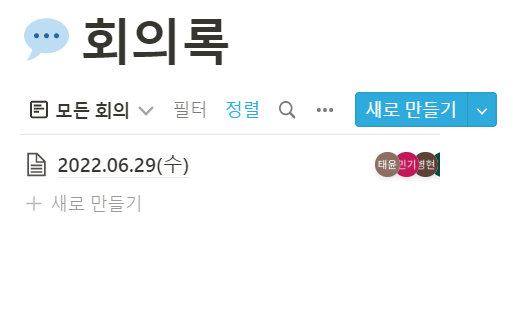 회의록
모든 회의 필터 정렬 새로 만들기
2022.06.29(수) 태윤 민기 병현
새로 만들기